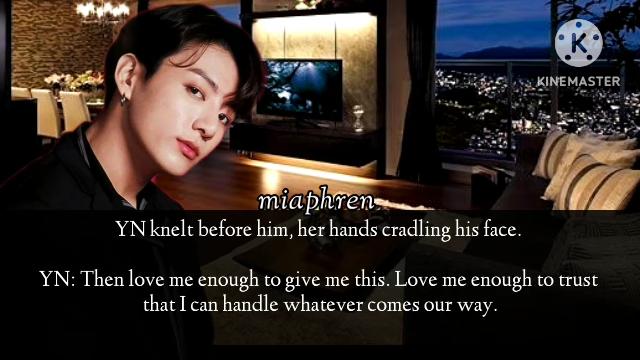 K
KINEMASTER
miaphren
YN knelt before him, her hands cradling his face.
YN: Then love me enough to give me this. Love me enough to trust
that I can handle whatever comes our way.